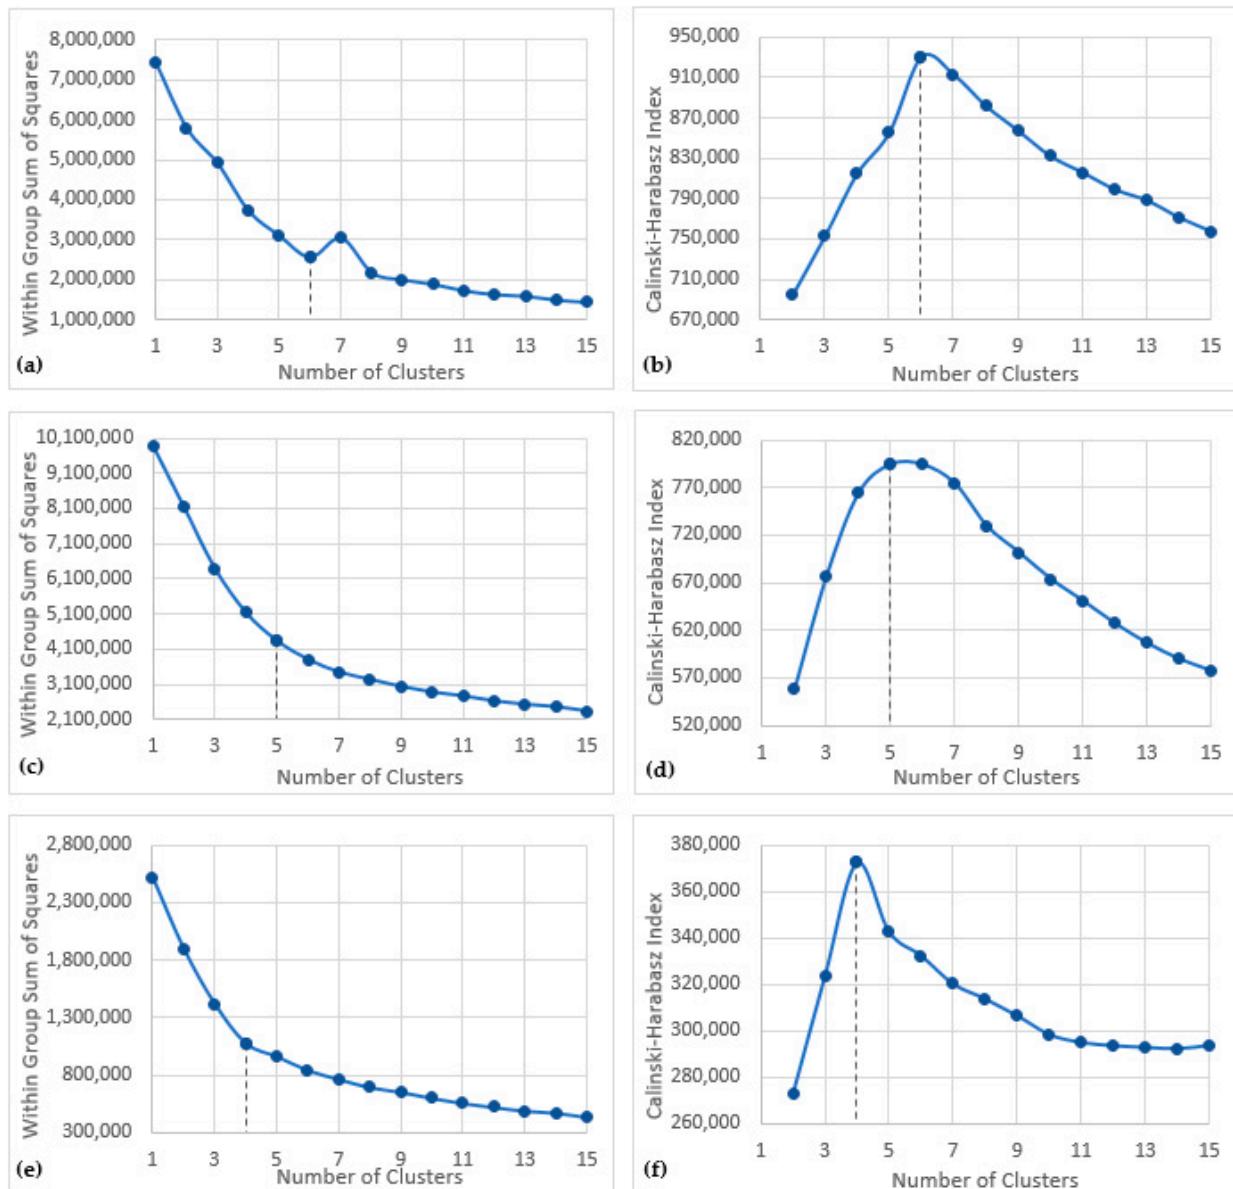 Within Group Sum of Squares
8,000,000
7,000,000
6,000,000
5,000,000
4,000,000
3,000,000
2,000,000
1,000,000
1 3 5 7 9 11 13 15
(a)
Number of Clusters
Calinski-Harabasz Index
950,000
910,000
870,000
830,000
790,000
750,000
710,000
670,000
1 3 5 7 9 11 13 15
(b)
Number of Clusters
Within Group Sum of Squares
10,100,000
9,100,000
8,100,000
7,100,000
6,100,000
5,100,000
4,100,000
3,100,000
2,100,000
1 3 5 7 9 11 13 15
(c)
Number of Clusters
Calinski-Harabasz Index
820,000
770,000
720,000
670,000
620,000
570,000
520,000
1 3 5 7 9 11 13 15
(d)
Number of Clusters
Within Group Sum of Squares
2,800,000
2,300,000
1,800,000
1,300,000
800,000
300,000
1 3 5 7 9 11 13 15
(e)
Number of Clusters
Calinski-Harabasz Index
380,000
360,000
340,000
320,000
300,000
280,000
260,000
1 3 5 7 9 11 13 15
(f)
Number of Clusters